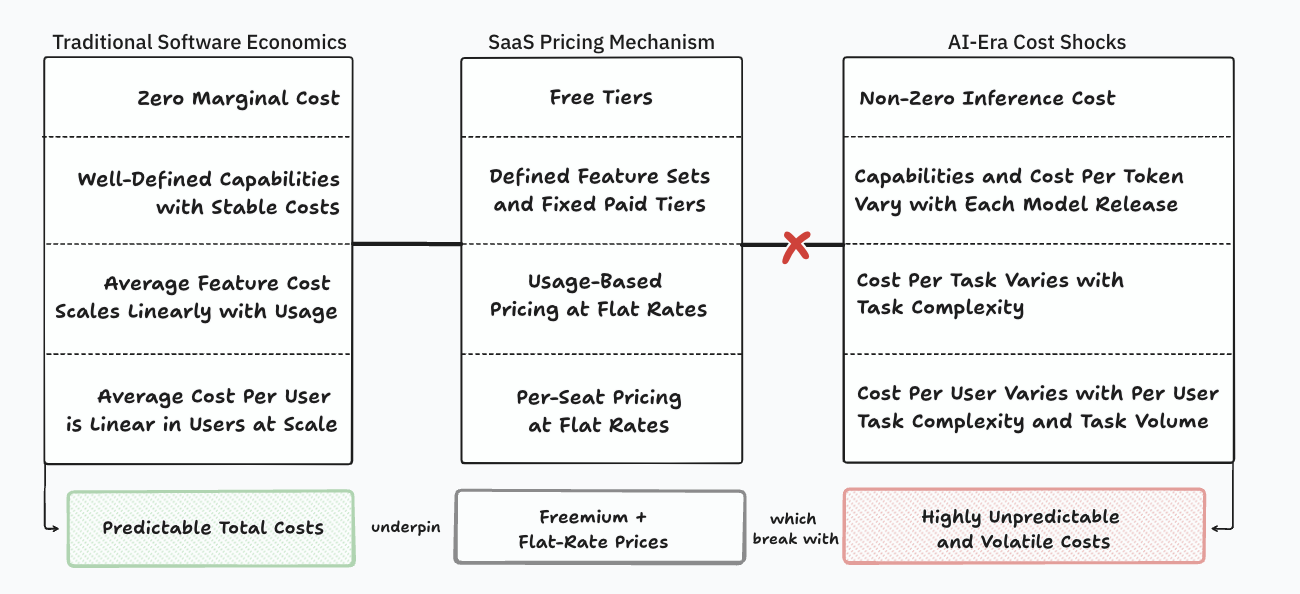 Traditional Software Economics
Zero Marginal Cost
Well-Defined Capabilities
with Stable Costs
Average Feature Cost
Scales Linearly with Usage
Average Cost Per User
is Linear in Users at Scale
Predictable Total Costs
underpin
SaaS Pricing Mechanism
Free Tiers
Defined Feature Sets
and Fixed Paid Tiers
Usage-Based
Pricing at Flat Rates
Per-Seat Pricing
at Flat Rates
Freemium +
Flat-Rate Prices
which
break with
AI-Era Cost Shocks
Non-Zero Inference Cost
Capabilities and Cost Per Token
Vary with Each Model Release
Cost Per Task Varies with
Task Complexity
Cost Per User Varies with Per User
Task Complexity and Task Volume
Highly Unpredictable
and Volatile Costs